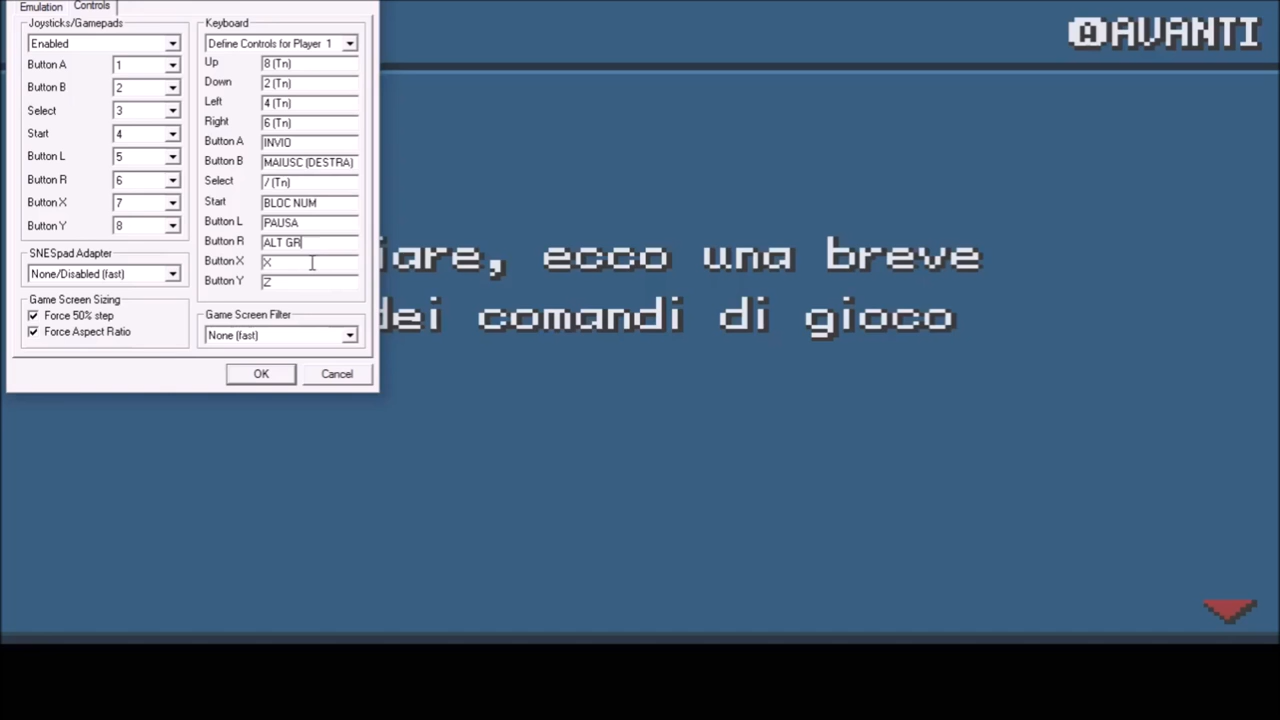 Emulation Controls
Joysticks/Gamepads
Enabled
Button A 1
Button B 2
Select 3
Start 4
Button L 5
Button R 6
Button X 7
Button Y 8
SNESpad Adapter
None/Disabled (fast)
Game Screen Sizing
Force 50% step
Force Aspect Ratio
Keyboard
Define Controls for Player 1
Up 8 (Tn)
Down 2 (Tn)
Left 4 (Tn)
Right 6 (Tn)
Button A INVIO
Button B MAIUSC (DESTRA)
Select / (Tn)
Start BLOC NUM
Button L PAUSA
Button R ALT GR
Button X X
Button Y Z
Game Screen Filter
None (fast)
OK Cancel
A AVANTI
iare, ecco una breve
dei comandi di gioco